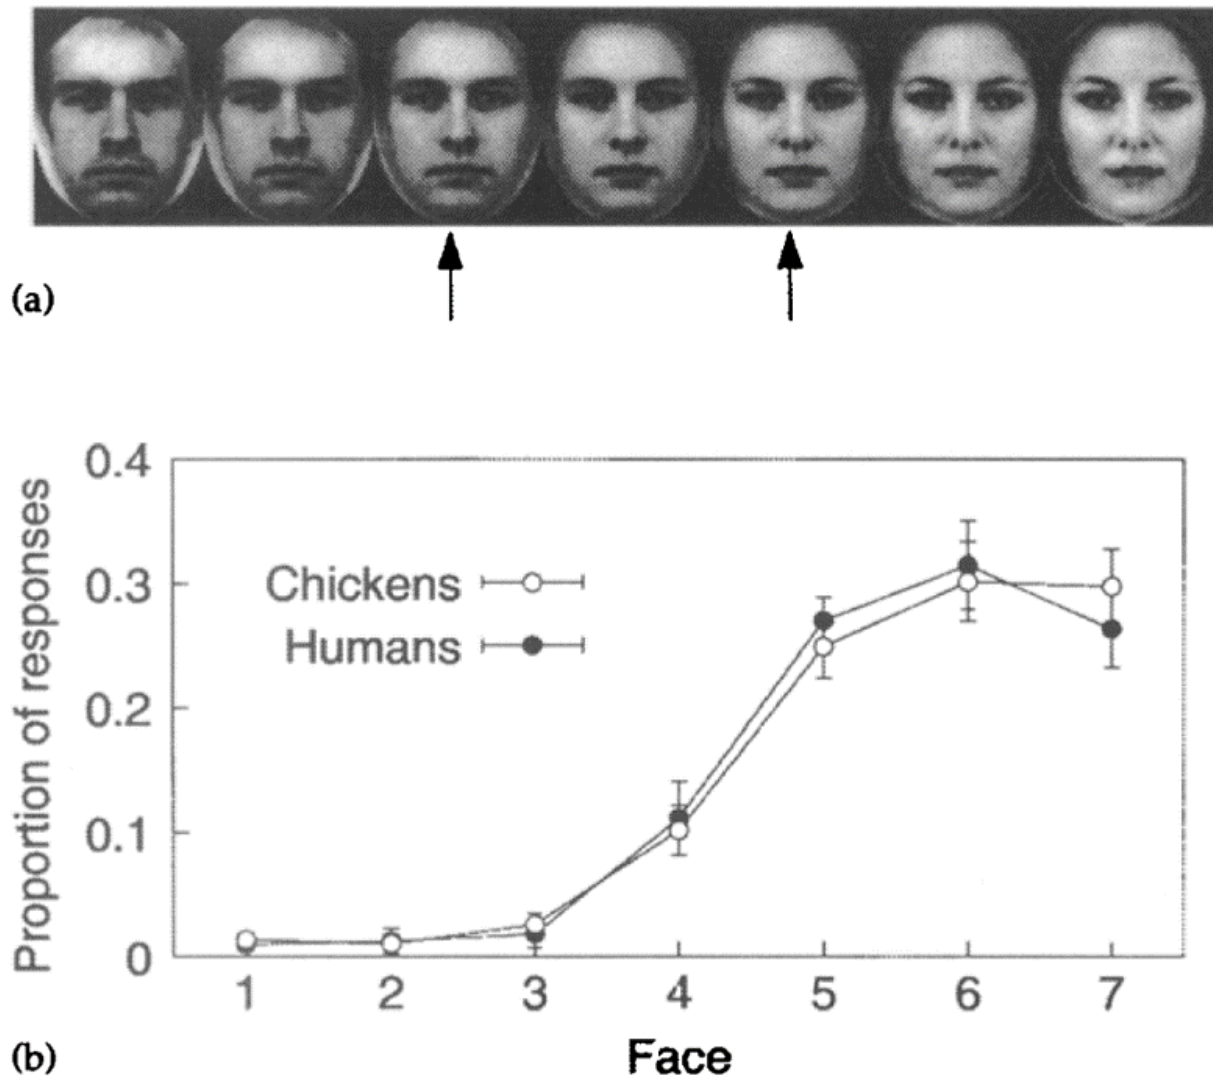 (a)
0.4
Chickens
0.3
Humans
0.2
0.1
0
Proportion of responses
1 2 3 4 5 6 7
(b)
Face